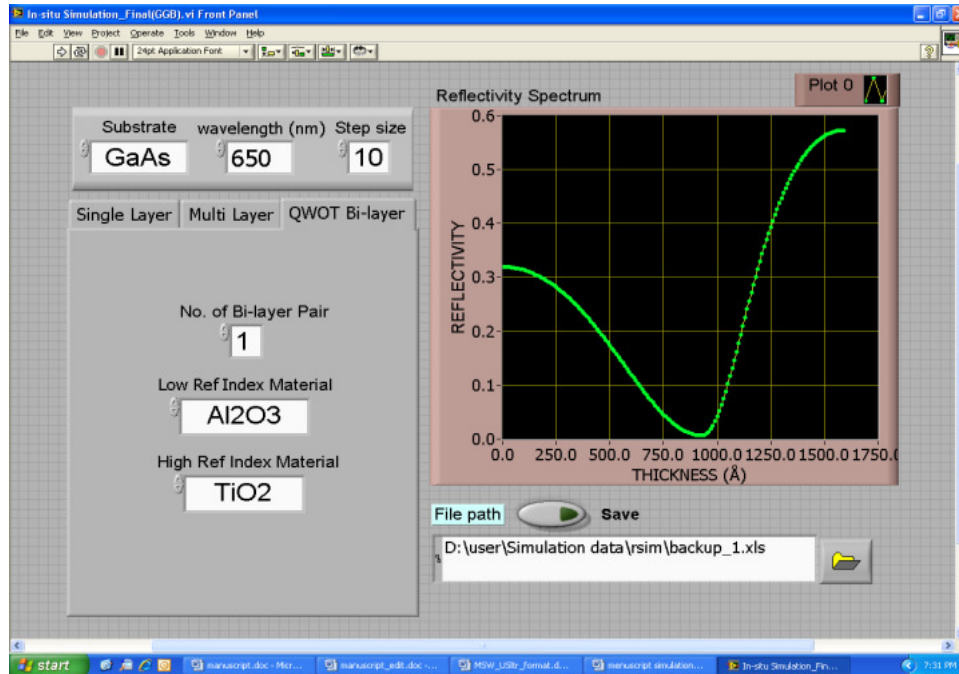 In-situ Simulation_Final(GGB).vi Front Panel
File Edit View Project Operate Tools Window Help
24pt Application Font
Substrate wavelength (nm) Step size
GaAs 650 10
Single Layer Multi Layer QWOT Bi-layer
No. of Bi-layer Pair
1
Low Ref Index Material
Al2O3
High Ref Index Material
TiO2
Reflectivity Spectrum
Plot 0
REFLECTIVITY
0.6
0.5
0.4
0.3
0.2
0.1
0.0
0.0 250.0 500.0 750.0 1000.0 1250.0 1500.0 1750.0
THICKNESS (Å)
File path Save
D:\user\Simulation data\rsim\backup_1.xls
start manuscript.doc - Micr... manuscript_edit.doc -... MSW_USltr_format.d... menuscript simulation... In-situ Simulation_Fin... 7:31 PM